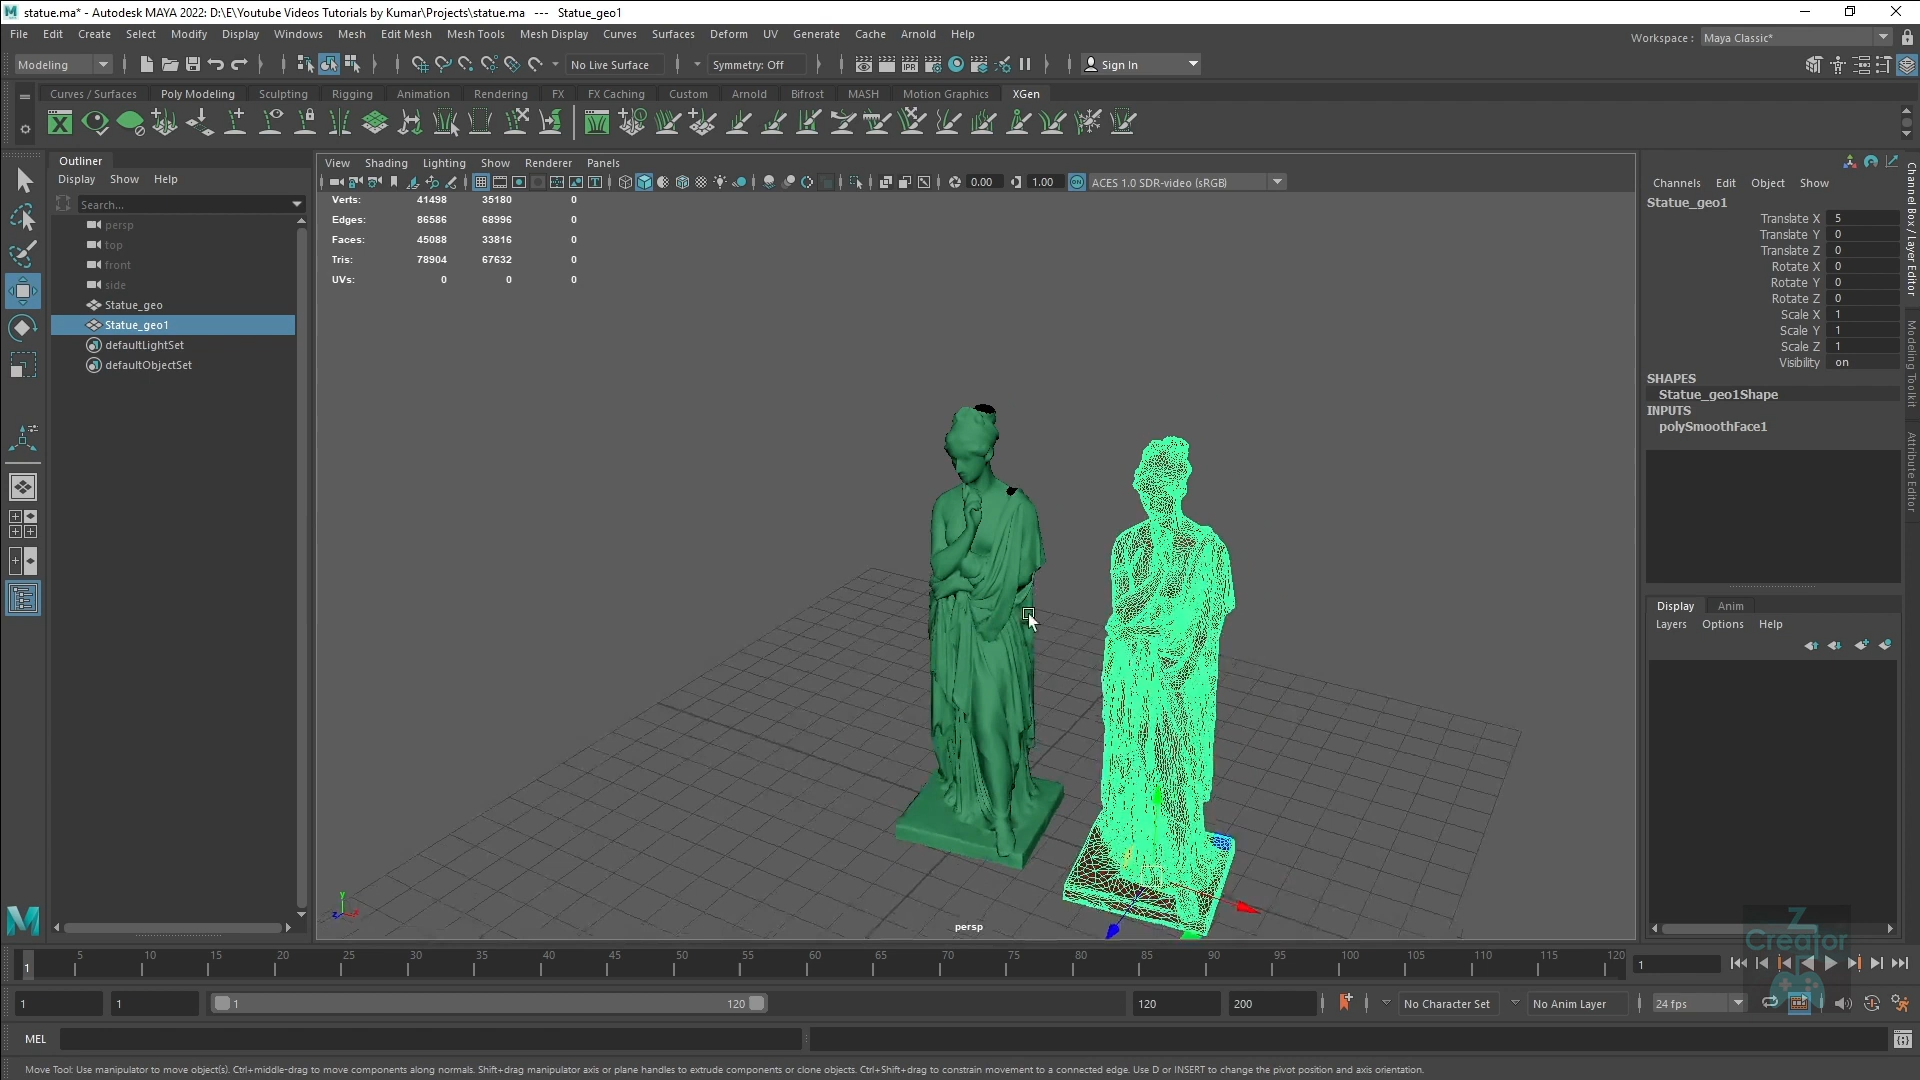 statue.ma* - Autodesk MAYA 2022: D:\E\Youtube Videos Tutorials by Kumar\Projects\statue.ma --- Statue_geo1
File Edit Create Select Modify Display Windows Mesh Edit Mesh Mesh Tools Mesh Display Curves Surfaces Deform UV Generate Cache Arnold Help
Workspace : Maya Classic*
Modeling No Live Surface Symmetry: Off IPR Sign In
Curves / Surfaces Poly Modeling Sculpting Rigging Animation Rendering FX FX Caching Custom Arnold Bifrost MASH Motion Graphics XGen
Outliner
Display Show Help
Search...
persp
top
front
side
Statue_geo
Statue_geo1
defaultLightSet
defaultObjectSet
View Shading Lighting Show Renderer Panels
0.00 1.00 ACES 1.0 SDR-video (sRGB)
Verts: 41498 35180 0
Edges: 86586 68996 0
Faces: 45088 33816 0
Tris: 78904 67632 0
UVs: 0 0 0
y
z x
persp
Channels Edit Object Show
Statue_geo1
Translate X 5
Translate Y 0
Translate Z 0
Rotate X 0
Rotate Y 0
Rotate Z 0
Scale X 1
Scale Y 1
Scale Z 1
Visibility on
SHAPES
Statue_geo1Shape
INPUTS
polySmoothFace1
Display Anim
Layers Options Help
Channel Box / Layer Editor
Modeling Toolkit
Attribute Editor
Z
Creator
1 5 10 15 20 25 30 35 40 45 50 55 60 65 70 75 80 85 90 95 100 105 110 115 120 1
1 1 1 120 120 200 No Character Set No Anim Layer 24 fps
MEL
Move Tool: Use manipulator to move object(s). Ctrl+middle-drag to move components along normals. Shift+drag manipulator axis or plane handles to extrude components or clone objects. Ctrl+Shift+drag to constrain movement to a connected edge. Use D or INSERT to change the pivot position and axis orientation.